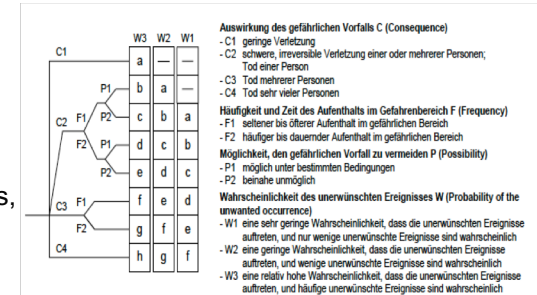 W3 W2 W1
C1
a — —
P1
b a —
C2 F1 P2
c b a
F2 P1
d c b
P2
e d c
s,
C3 F1
f e d
F2
g f e
C4
h g f
Auswirkung des gefährlichen Vorfalls C (Consequence)
- C1 geringe Verletzung
- C2 schwere, irreversible Verletzung einer oder mehrerer Personen;
Tod einer Person
- C3 Tod mehrerer Personen
- C4 Tod sehr vieler Personen
Häufigkeit und Zeit des Aufenthalts im Gefahrenbereich F (Frequency)
- F1 seltener bis öfterer Aufenthalt im gefährlichen Bereich
- F2 häufiger bis dauernder Aufenthalt im gefährlichen Bereich
Möglichkeit, den gefährlichen Vorfall zu vermeiden P (Possibility)
- P1 möglich unter bestimmten Bedingungen
- P2 beinahe unmöglich
Wahrscheinlichkeit des unerwünschten Ereignisses W (Probability of the
unwanted occurrence)
- W1 eine sehr geringe Wahrscheinlichkeit, dass die unerwünschten Ereignisse
auftreten, und nur wenige unerwünschte Ereignisse sind wahrscheinlich
- W2 eine geringe Wahrscheinlichkeit, dass die unerwünschten Ereignisse
auftreten, und wenige unerwünschte Ereignisse sind wahrscheinlich
- W3 eine relativ hohe Wahrscheinlichkeit, dass die unerwünschten Ereignisse
auftreten, und häufige unerwünschte Ereignisse sind wahrscheinlich